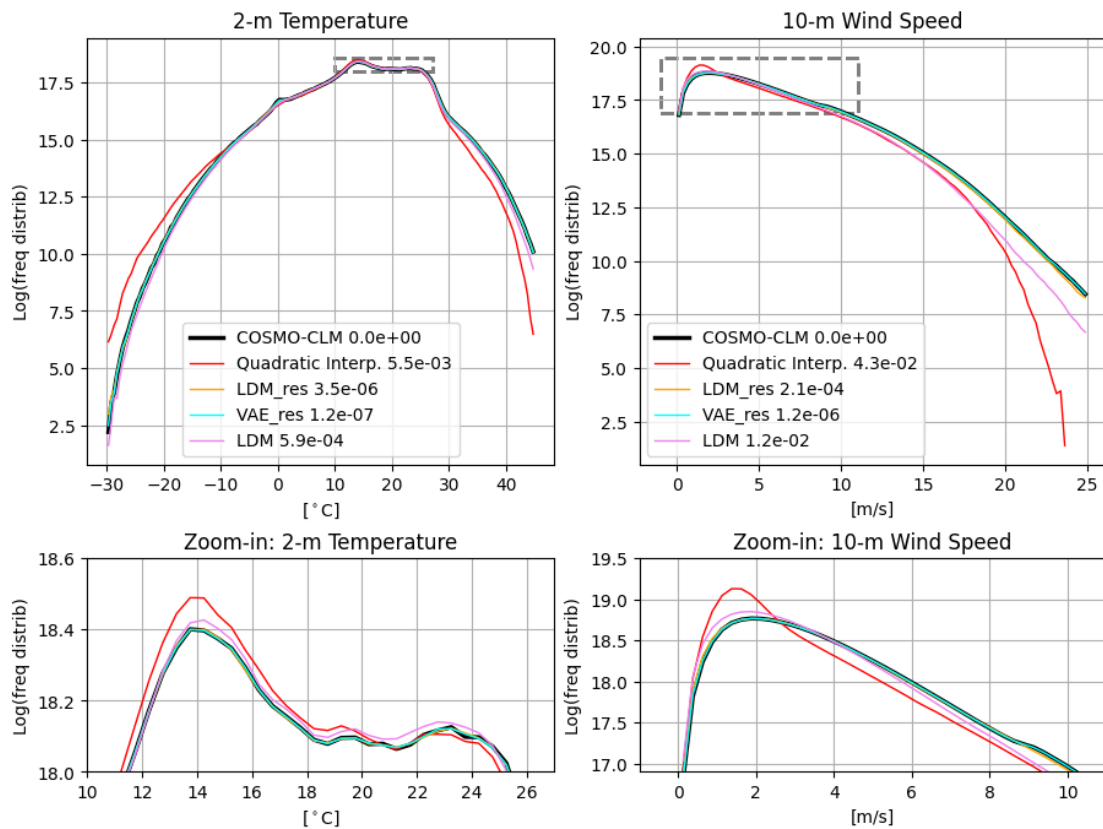 2-m Temperature
Log(freq distrib)
17.5
15.0
12.5
10.0
7.5
5.0
2.5
COSMO-CLM 0.0e+00
Quadratic Interp. 5.5e-03
LDM_res 3.5e-06
VAE_res 1.2e-07
LDM 5.9e-04
−30 −20 −10 0 10 20 30 40
[°C]
10-m Wind Speed
Log(freq distrib)
20.0
17.5
15.0
12.5
10.0
7.5
5.0
2.5
COSMO-CLM 0.0e+00
Quadratic Interp. 4.3e-02
LDM_res 2.1e-04
VAE_res 1.2e-06
LDM 1.2e-02
0 5 10 15 20 25
[m/s]
Zoom-in: 2-m Temperature
Log(freq distrib)
18.6
18.4
18.2
18.0
10 12 14 16 18 20 22 24 26
[°C]
Zoom-in: 10-m Wind Speed
Log(freq distrib)
19.5
19.0
18.5
18.0
17.5
17.0
0 2 4 6 8 10
[m/s]